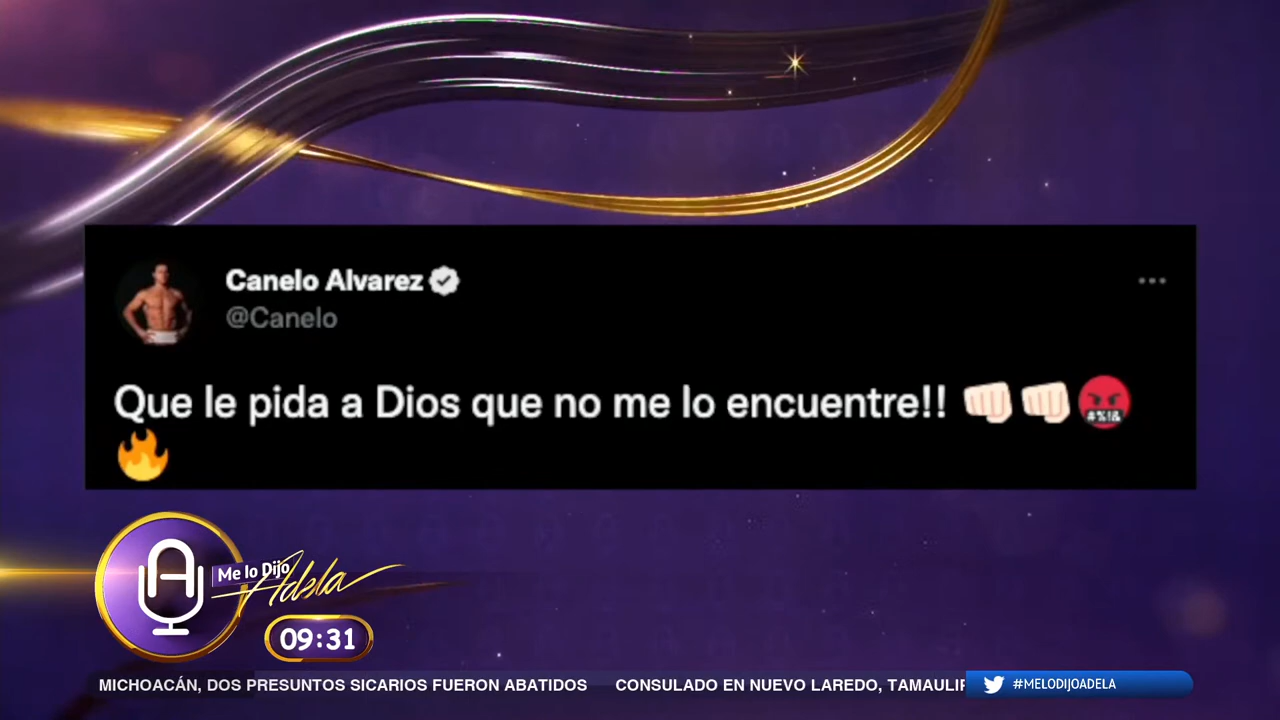 Canelo Alvarez
@Canelo
Que le pida a Dios que no me lo encuentre!! 👊🏻👊🏻🤬
🔥
Me lo Dijo
Adela
09:31
MICHOACÁN, DOS PRESUNTOS SICARIOS FUERON ABATIDOS CONSULADO EN NUEVO LAREDO, TAMAULIP
#MELODIJOADELA